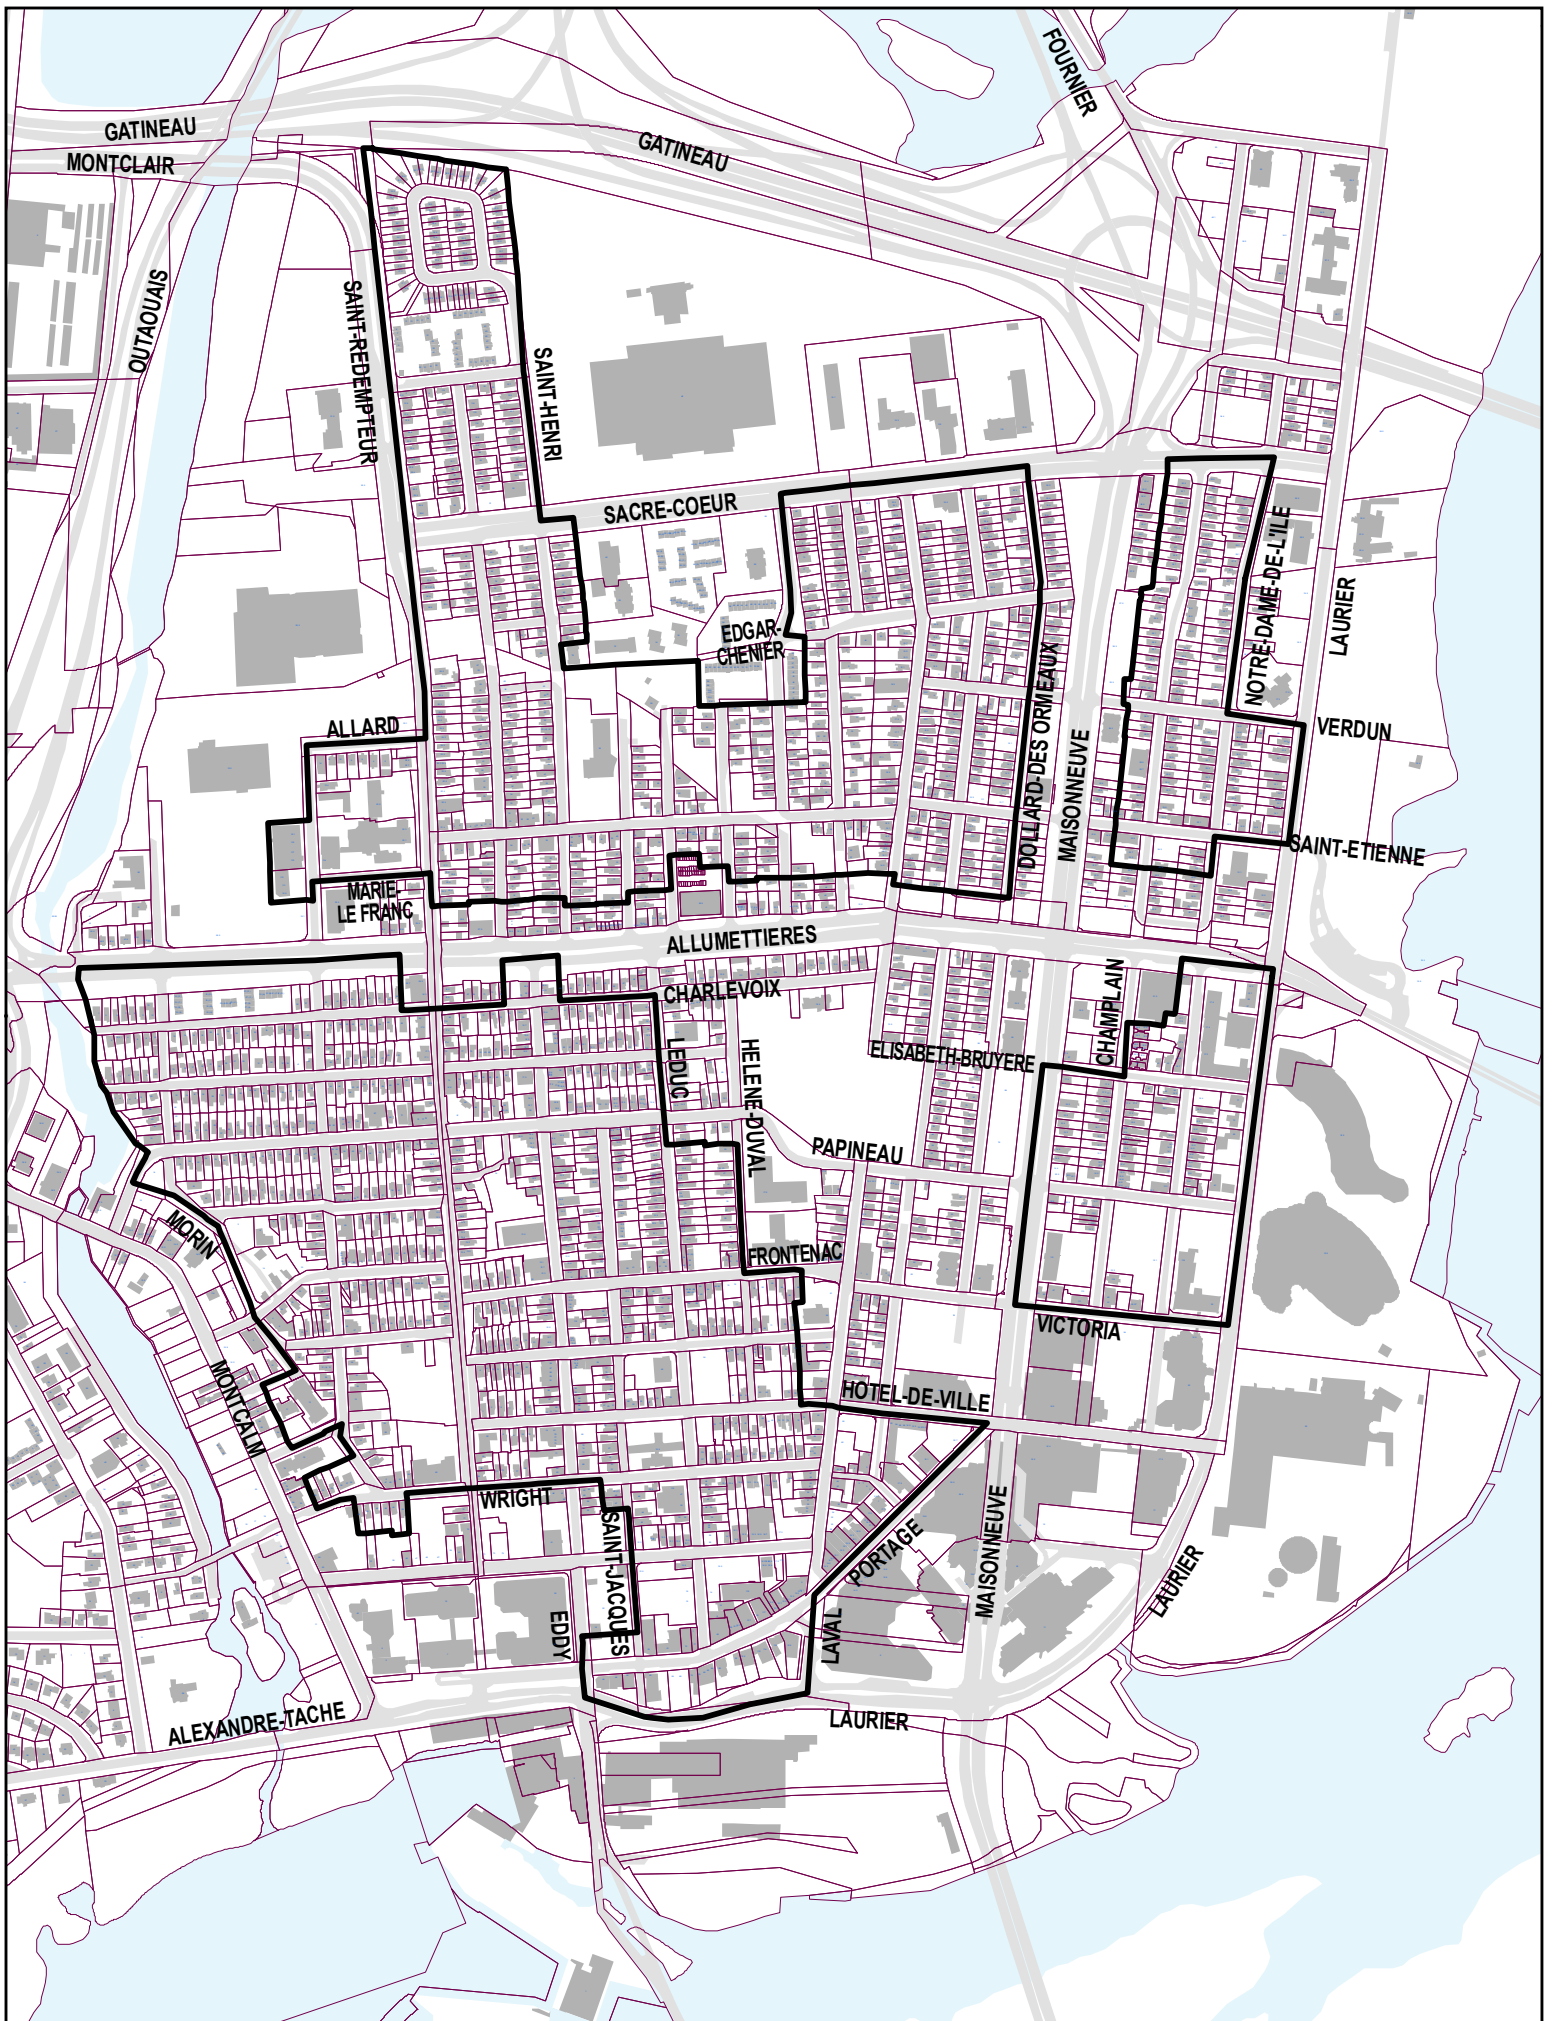 FOURNIER
GATINEAU
GATINEAU
MONTCLAIR
OUTAOUAIS
SAINT-REDEMPTEUR
SAINT-HENRI
SACRE-COEUR
NOTRE-DAME-DE-L'ILE
LAURIER
EDGAR-
CHENIER
DOLLARD-DES ORMEAUX
MAISONNEUVE
VERDUN
ALLARD
SAINT-ETIENNE
MARIE-
LE FRANC
ALLUMETTIERES
CHARLEVOIX
CHAMPLAIN
LEDUC
HELENE-DUVAL
ELISABETH-BRUYERE
PAPINEAU
MORIN
FRONTENAC
VICTORIA
MONTCALM
HOTEL-DE-VILLE
WRIGHT
SAINT-JACQUES
EDDY
PORTAGE
MAISONNEUVE
LAURIER
LAVAL
ALEXANDRE-TACHE
LAURIER